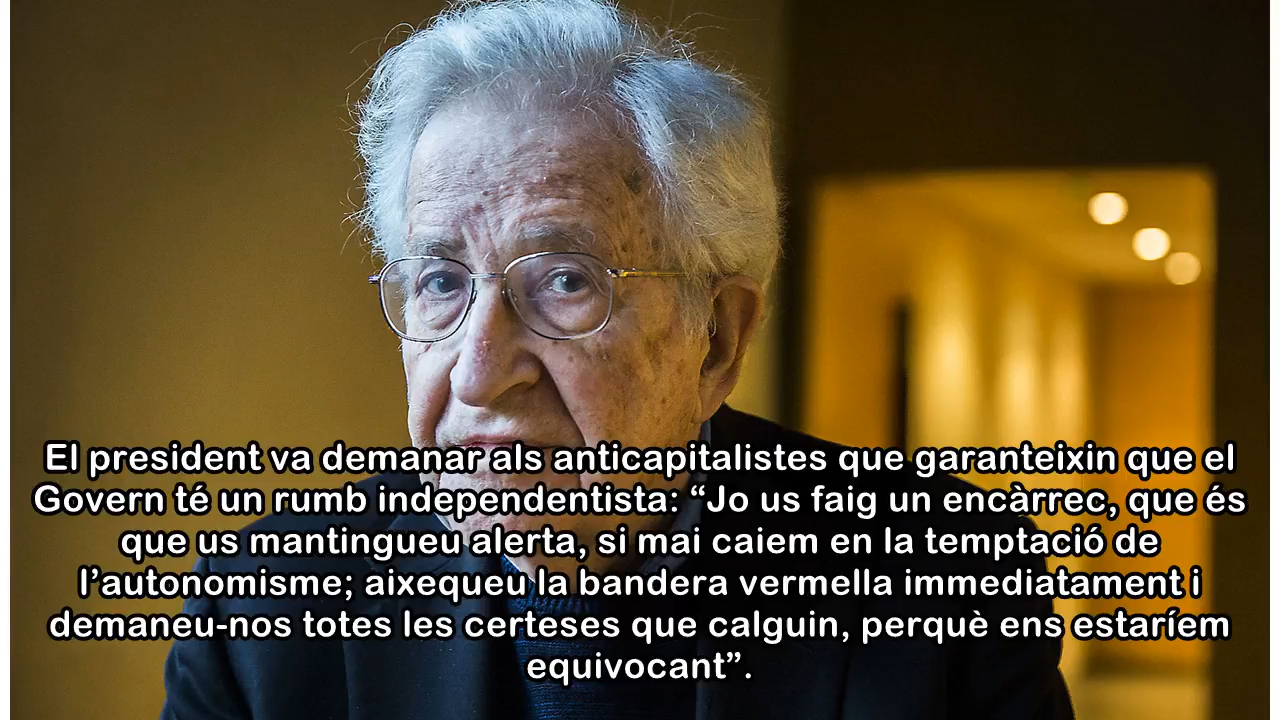 El president va demanar als anticapitalistes que garanteixin que el
Govern té un rumb independentista: “Jo us faig un encàrrec, que és
que us mantingueu alerta, si mai caiem en la temptació de
l’autonomisme; aixequeu la bandera vermella immediatament i
demaneu-nos totes les certeses que calguin, perquè ens estaríem
equivocant”.